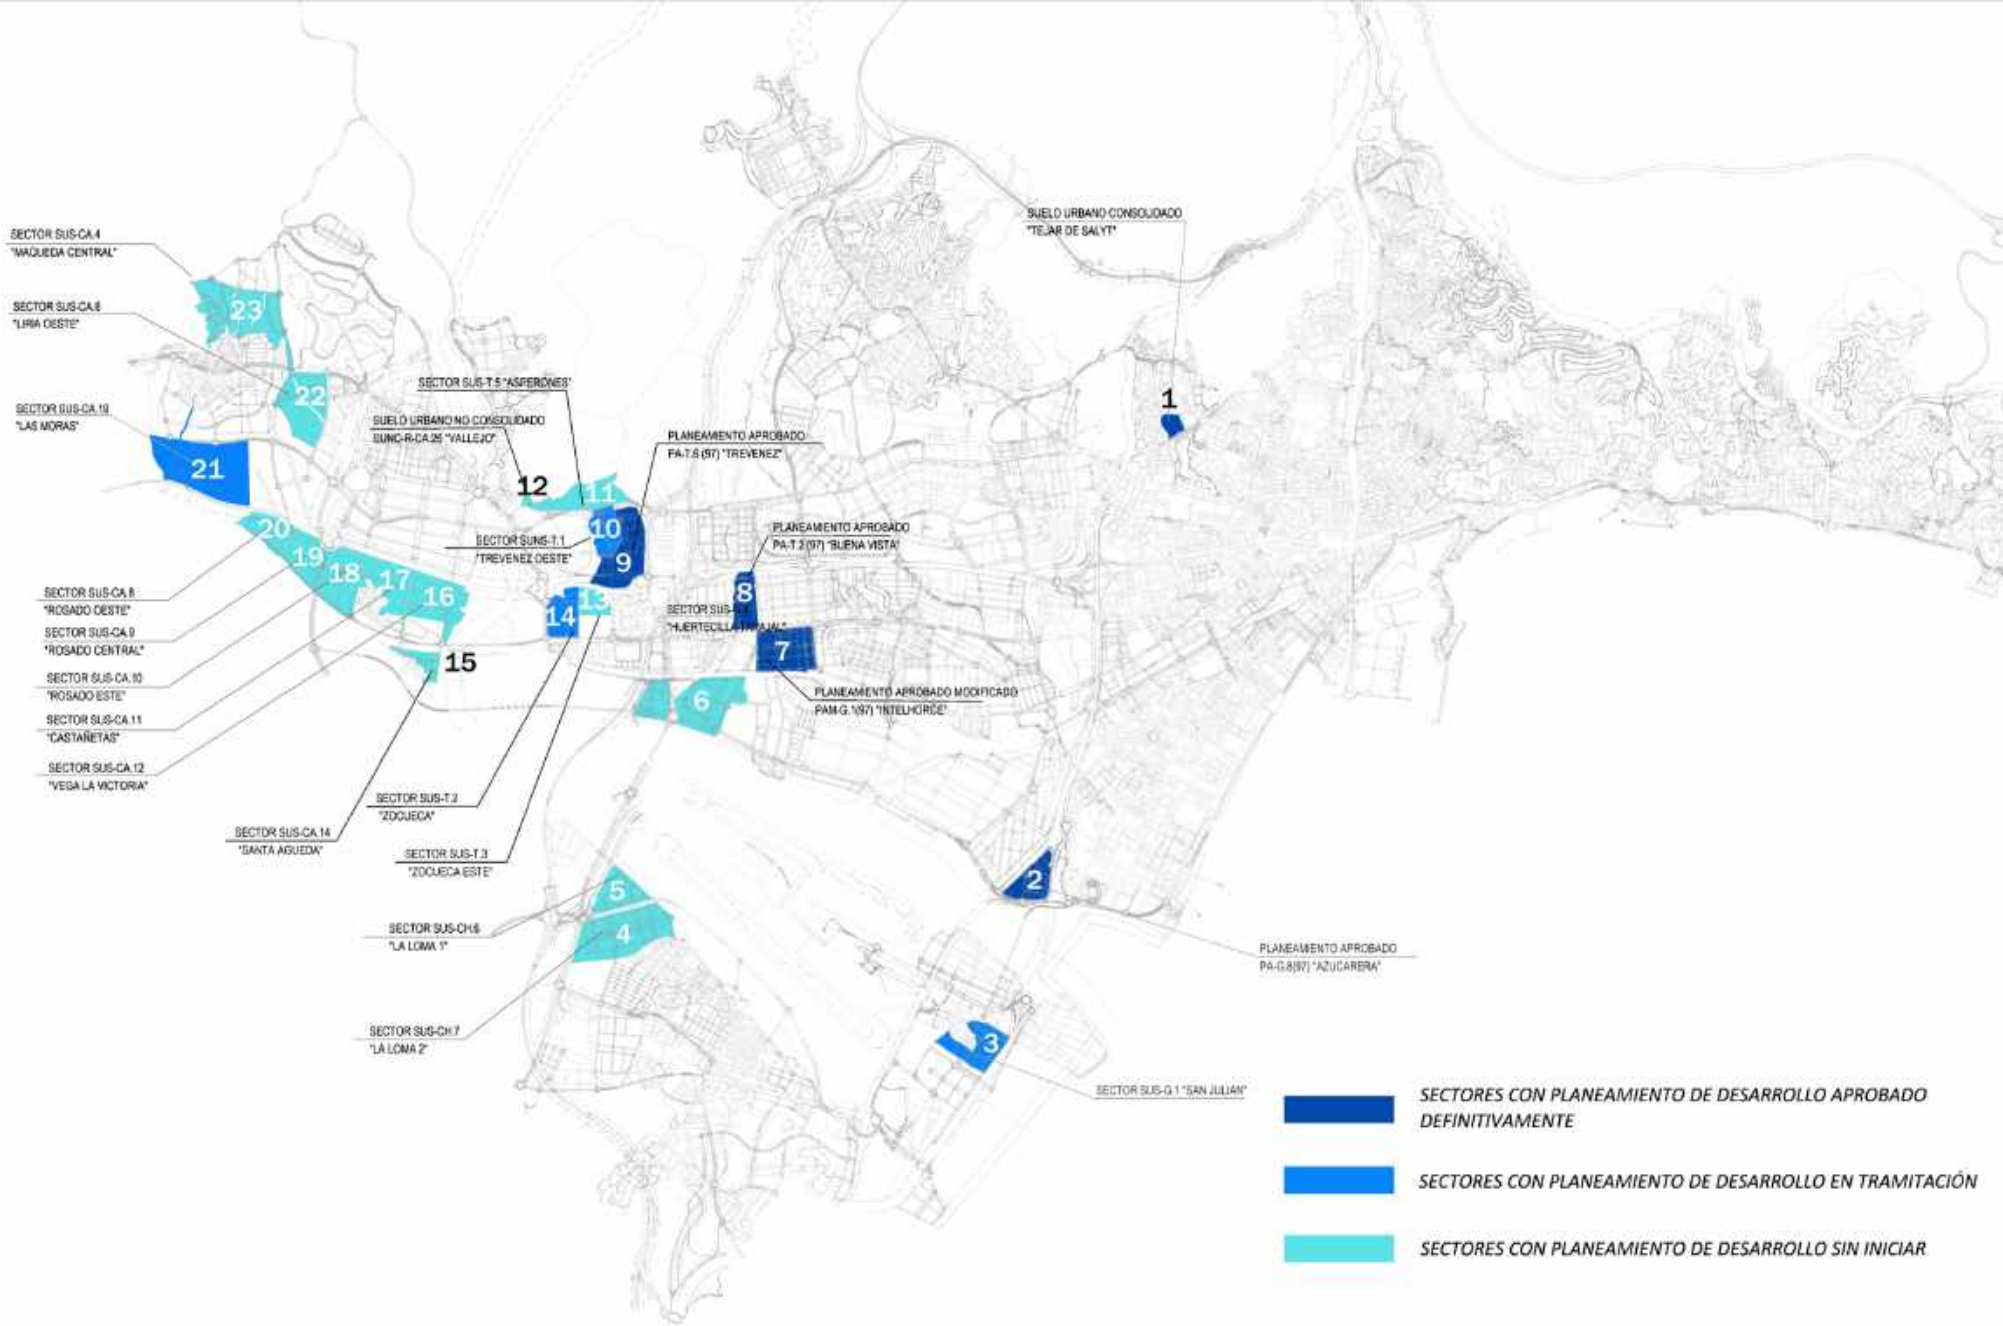 SECTOR SUS-CA.4
"MAQUEDA CENTRAL"
SECTOR SUS-CA.6
"LIRIA OESTE"
SECTOR SUS-CA.19
"LAS MORAS"
SECTOR SUS-T.5 "ASPERONES"
SUELO URBANO NO CONSOLIDADO
SUNC-R-CA.26 "VALLEJO"
PLANEAMIENTO APROBADO
PA-T.6 (97) "TREVENEZ"
SUELO URBANO CONSOLIDADO
"TEJAR DE SALYT"
SECTOR SUNS-T.1
"TREVENEZ OESTE"
PLANEAMIENTO APROBADO
PA-T.2 (97) "BUENA VISTA"
SECTOR
"HUERTECILLA
PLANEAMIENTO APROBADO MODIFICADO
PAM-G.1(97) "INTELHORCE"
SECTOR SUS-CA.8
"ROSADO OESTE"
SECTOR SUS-CA.9
"ROSADO CENTRAL"
SECTOR SUS-CA.10
"ROSADO ESTE"
SECTOR SUS-CA.11
"CASTAÑETAS"
SECTOR SUS-CA.12
"VEGA LA VICTORIA"
SECTOR SUS-CA.14
"SANTA AGUEDA"
SECTOR SUS-T.2
"ZOCUECA"
SECTOR SUS-T.3
"ZOCUECA ESTE"
SECTOR SUS-CH.6
"LA LOMA 1"
SECTOR SUS-CH.7
"LA LOMA 2"
PLANEAMIENTO APROBADO
PA-G.8(97) "AZUCARERA"
SECTOR SUS-G.1 "SAN JULIAN"
1
2
3
4
5
6
7
8
9
10
11
12
13
14
15
16
17
18
19
20
21
22
23
SECTORES CON PLANEAMIENTO DE DESARROLLO APROBADO
DEFINITIVAMENTE
SECTORES CON PLANEAMIENTO DE DESARROLLO EN TRAMITACIÓN
SECTORES CON PLANEAMIENTO DE DESARROLLO SIN INICIAR